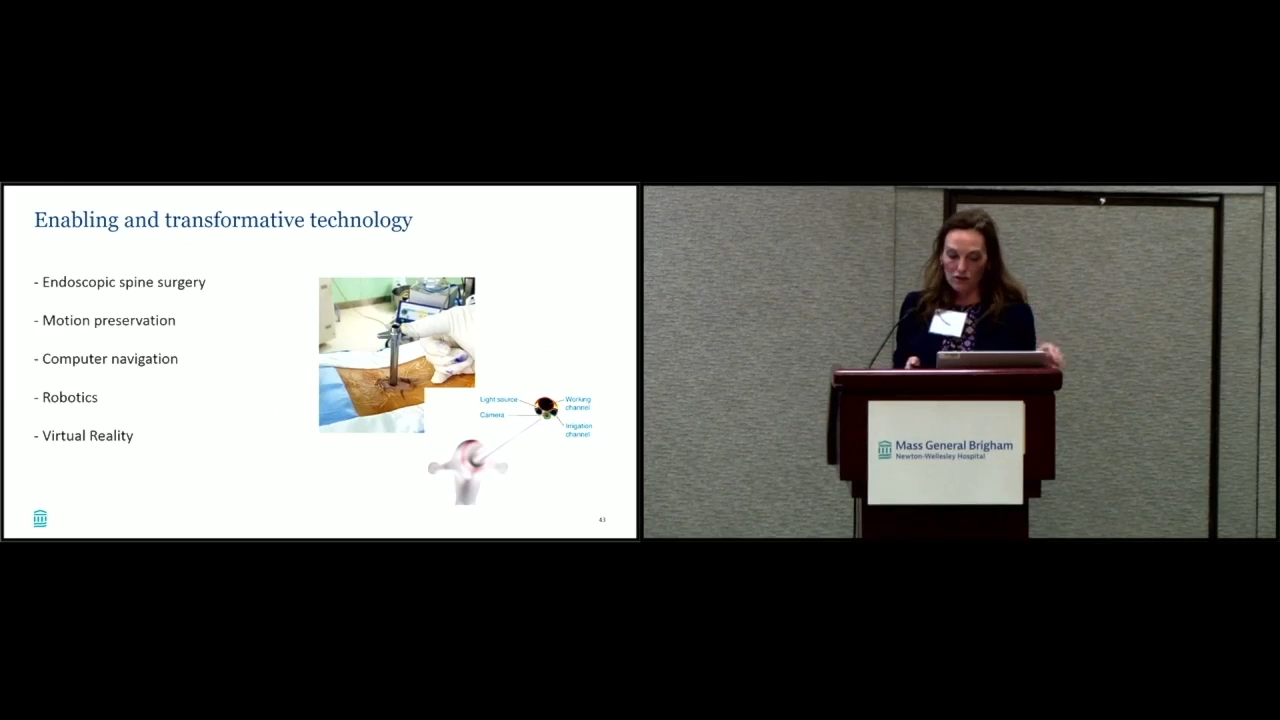 Enabling and transformative technology
- Endoscopic spine surgery
- Motion preservation
- Computer navigation
- Robotics
- Virtual Reality
Light source
Camera
Working
channel
Irrigation
channel
43
Mass General Brigham
Newton-Wellesley Hospital